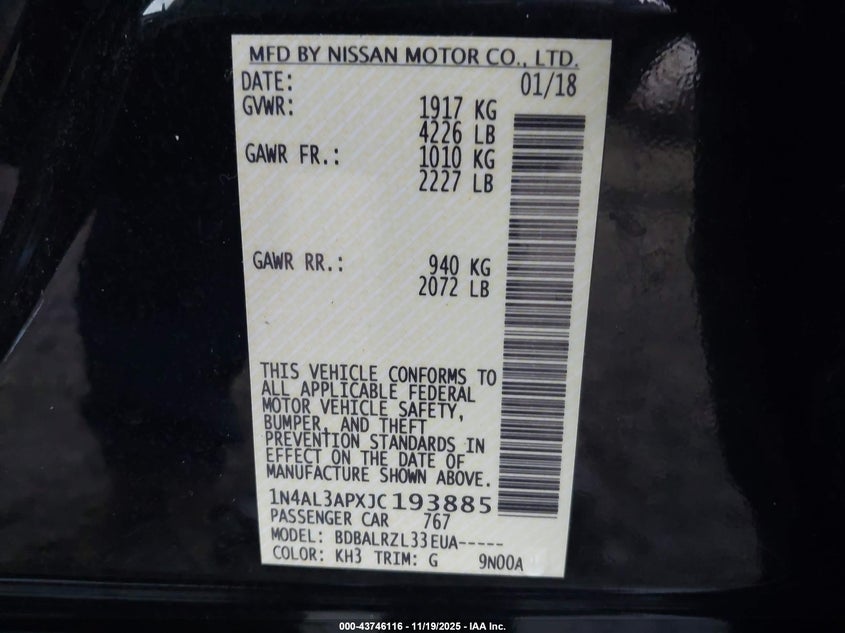 MFD BY NISSAN MOTOR CO., LTD.
DATE: 01/18
GVWR: 1917 KG
4226 LB
GAWR FR.: 1010 KG
2227 LB
GAWR RR.: 940 KG
2072 LB
THIS VEHICLE CONFORMS TO
ALL APPLICABLE FEDERAL
MOTOR VEHICLE SAFETY,
BUMPER, AND THEFT
PREVENTION STANDARDS IN
EFFECT ON THE DATE OF
MANUFACTURE SHOWN ABOVE.
1N4AL3APXJC193885
PASSENGER CAR 767
MODEL: BDBALRZL33EUA-----
COLOR: KH3 TRIM: G 9N00A
000-43746116 - 11/19/2025 - IAA Inc.